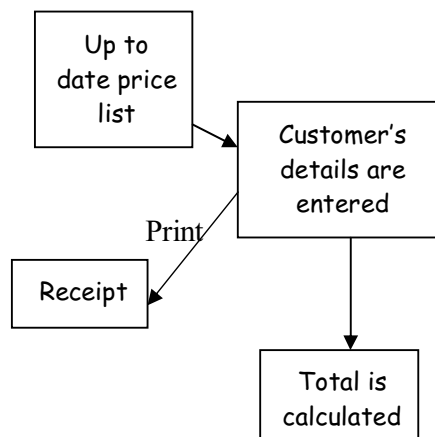 Up to
date price
list
Customer's
details are
entered
Print
Receipt
Total is
calculated